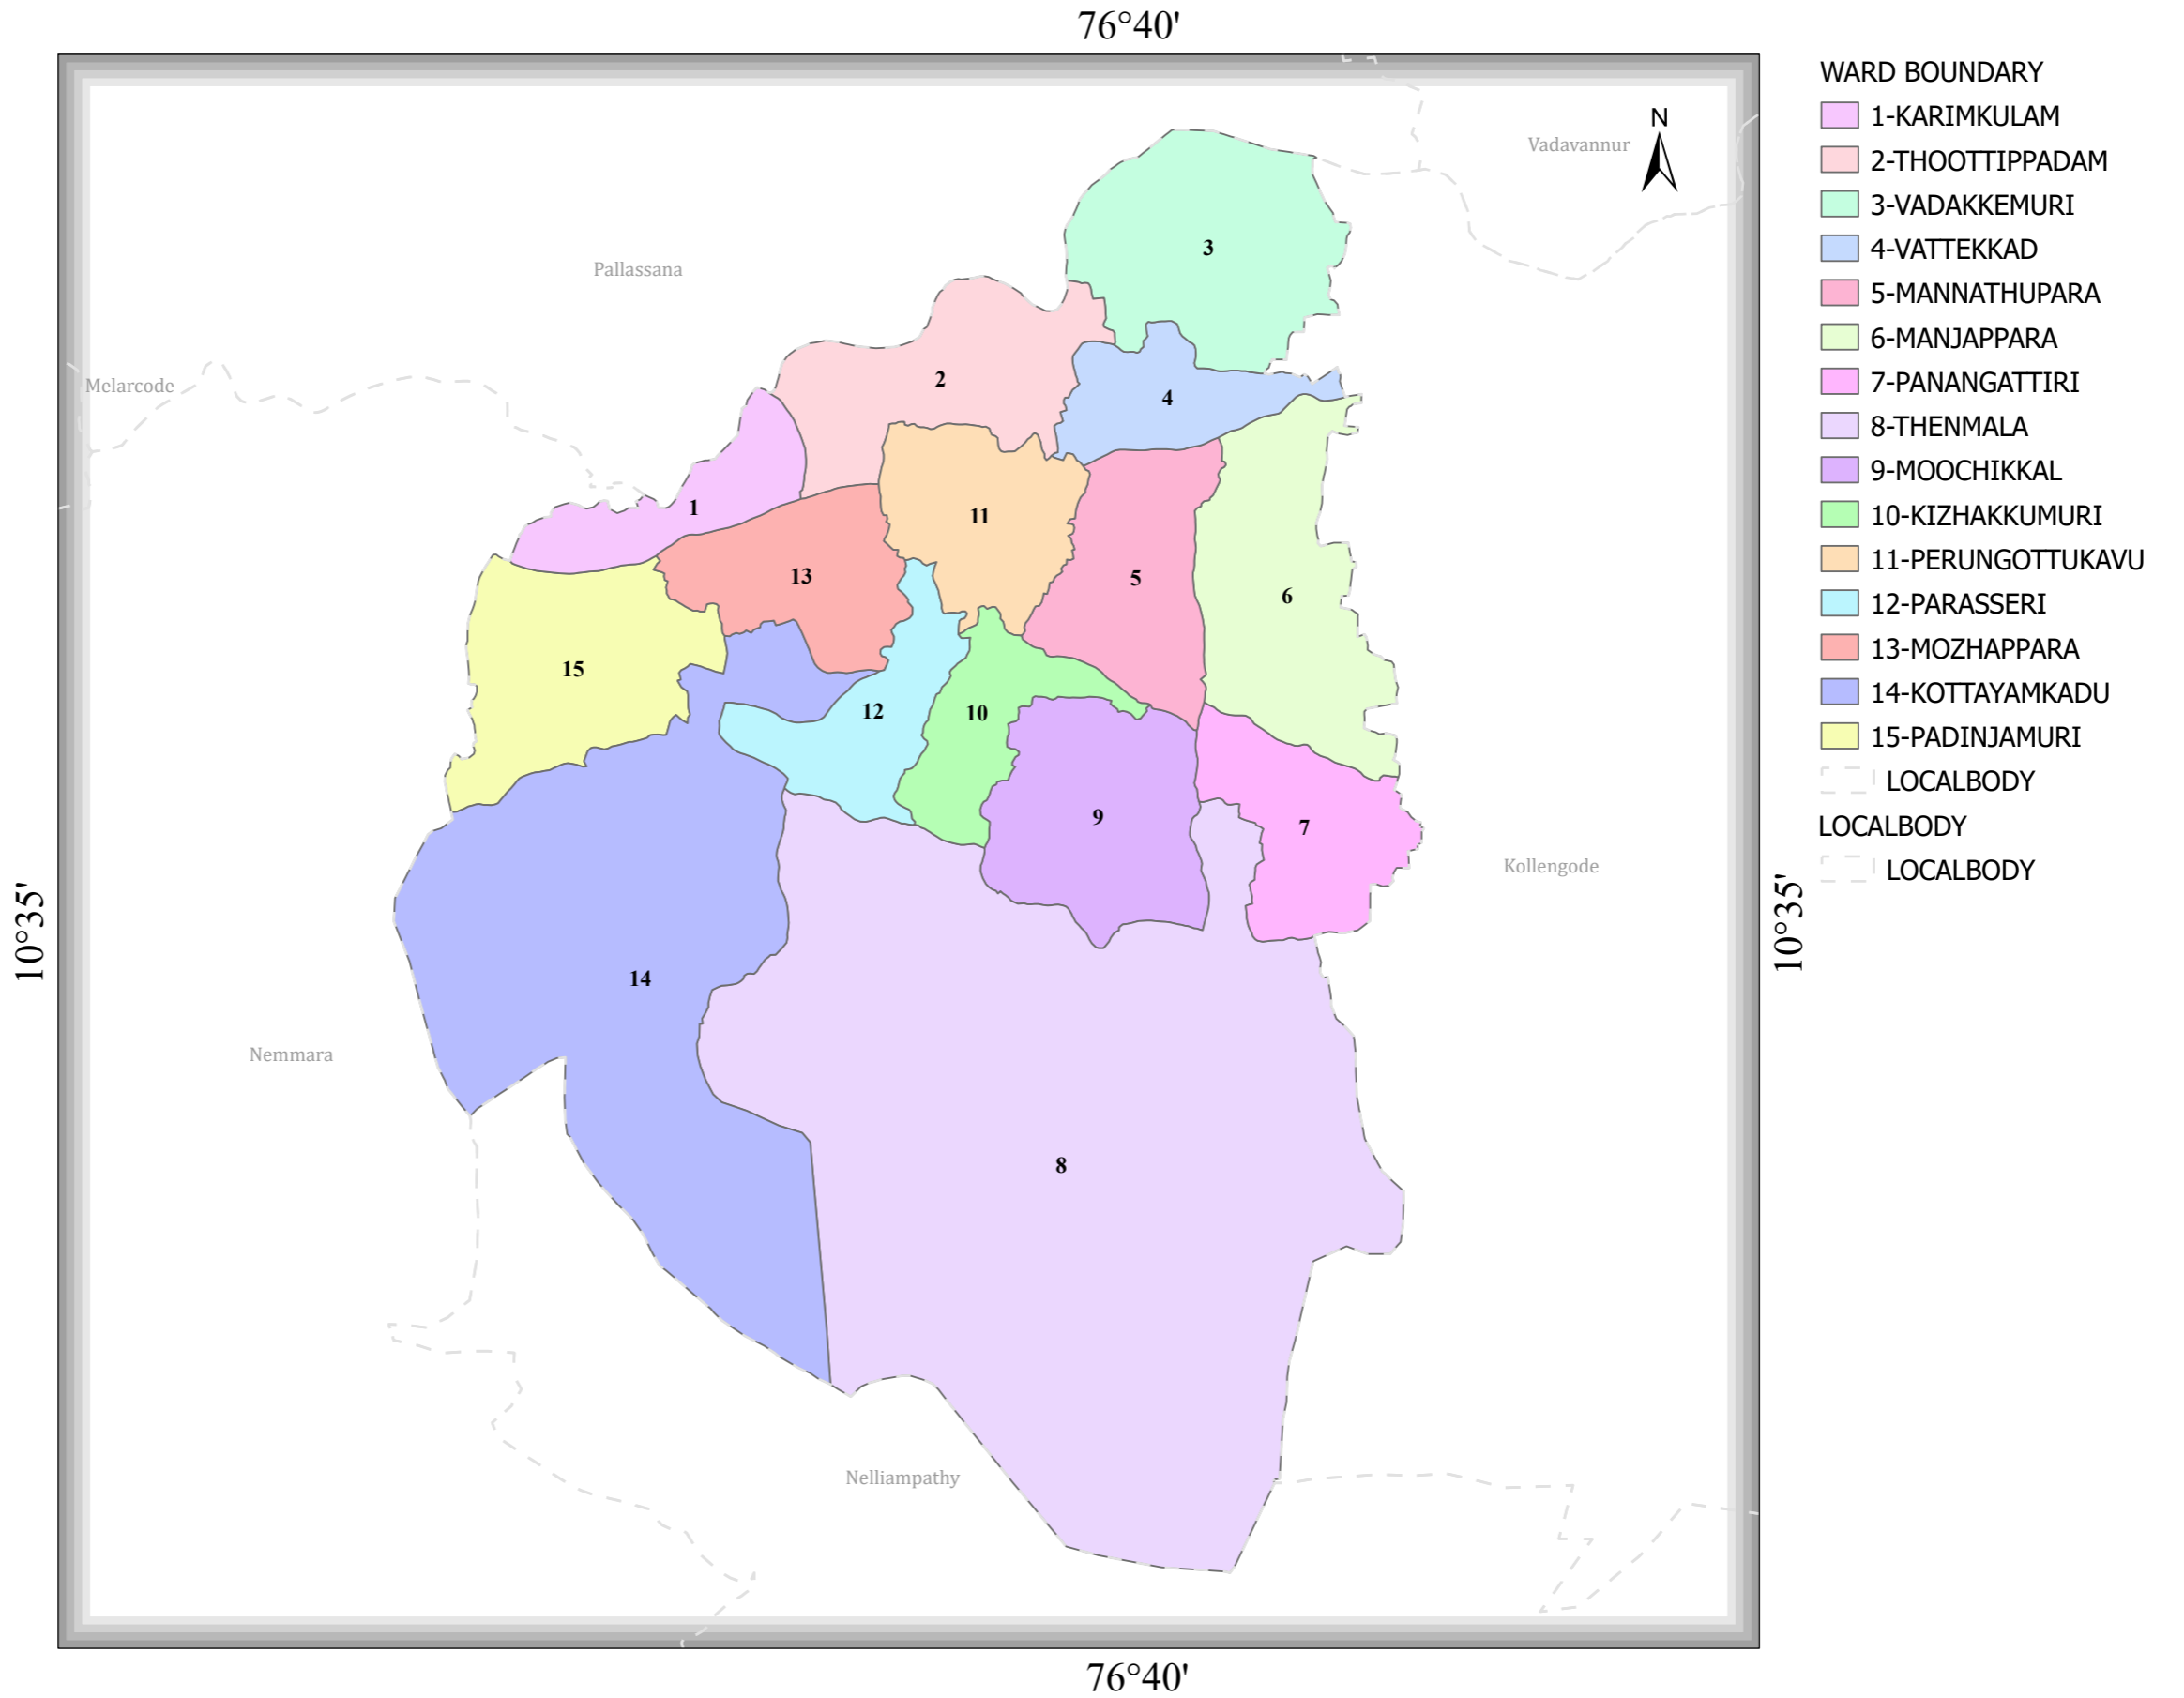 76°40'
N
Vadavannur
Pallassana
Melarcode
3
2
4
1
11
13
5
6
15
12
10
9
7
Kollengode
10°35'
10°35'
14
Nemmara
8
Nelliampathy
76°40'
WARD BOUNDARY
1-KARIMKULAM
2-THOOTTIPPADAM
3-VADAKKEMURI
4-VATTEKKAD
5-MANNATHUPARA
6-MANJAPPARA
7-PANANGATTIRI
8-THENMALA
9-MOOCHIKKAL
10-KIZHAKKUMURI
11-PERUNGOTTUKAVU
12-PARASSERI
13-MOZHAPPARA
14-KOTTAYAMKADU
15-PADINJAMURI
LOCALBODY
LOCALBODY
LOCALBODY